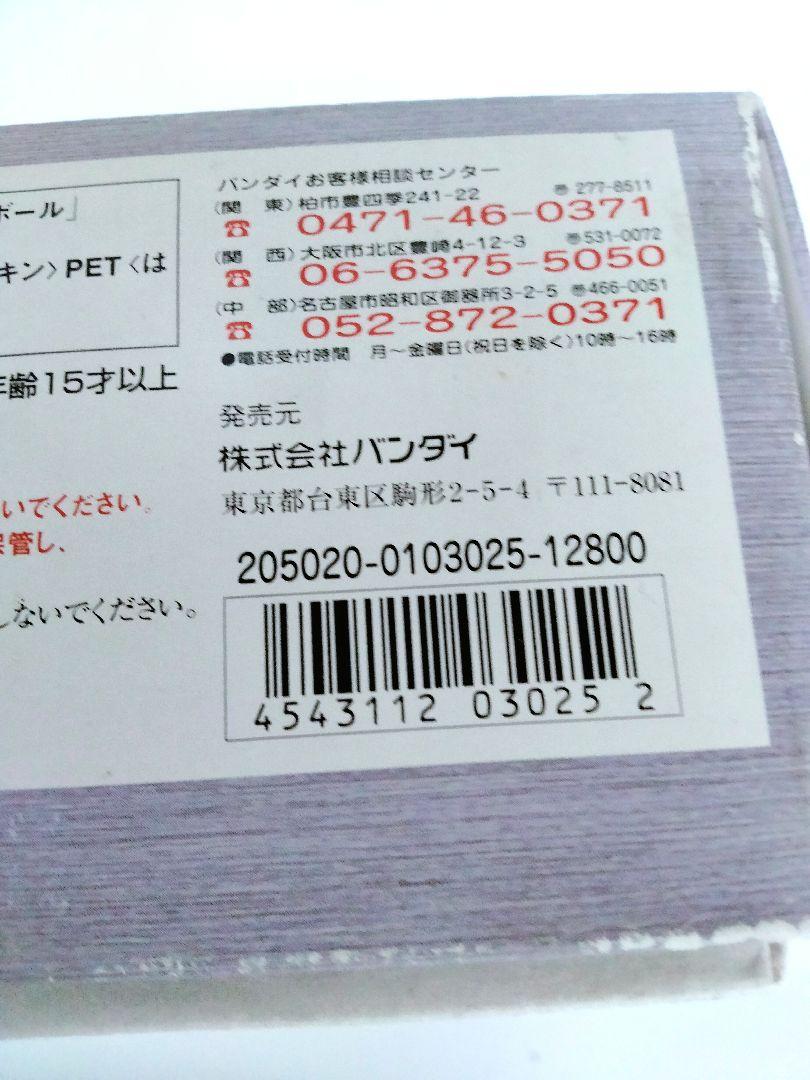 ボール」
キン〉PET〈は
年齢15才以上
いでください。
保管し、
しないでください。
バンダイお客様相談センター
(関 東)柏市豊四季241-22 〠277-8511
☎ 0471-46-0371
(関 西)大阪市北区豊崎4-12-3 〠531-0072
☎ 06-6375-5050
(中 部)名古屋市昭和区御器所3-2-5 〠466-0051
☎ 052-872-0371
●電話受付時間 月〜金曜日(祝日を除く)10時〜16時
発売元
株式会社バンダイ
東京都台東区駒形2-5-4 〒111-8081
205020-0103025-12800
4543112 03025 2